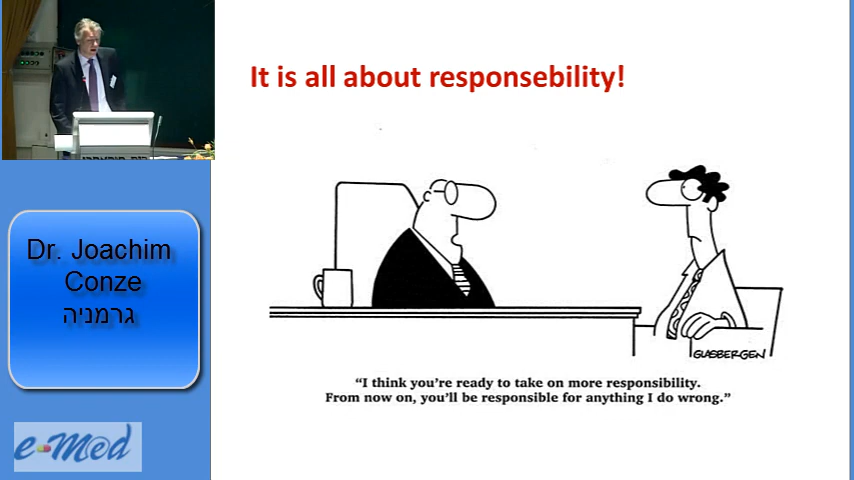 It is all about responsebility!
Dr. Joachim
Conze
גרמניה
GLASBERGEN
“I think you’re ready to take on more responsibility.
From now on, you’ll be responsible for anything I do wrong.”
e-Med